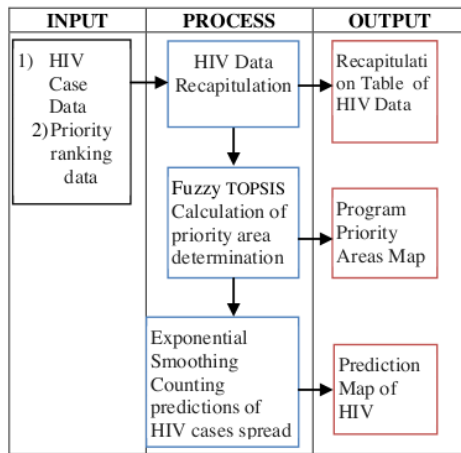 INPUT
PROCESS
OUTPUT
1) HIV
Case
Data
2) Priority
ranking
data
HIV Data
Recapitulation
Recapitulati
on Table of
HIV Data
Fuzzy TOPSIS
Calculation of
priority area
determination
Program
Priority
Areas Map
Exponential
Smoothing
Counting
predictions of
HIV cases spread
Prediction
Map of
HIV